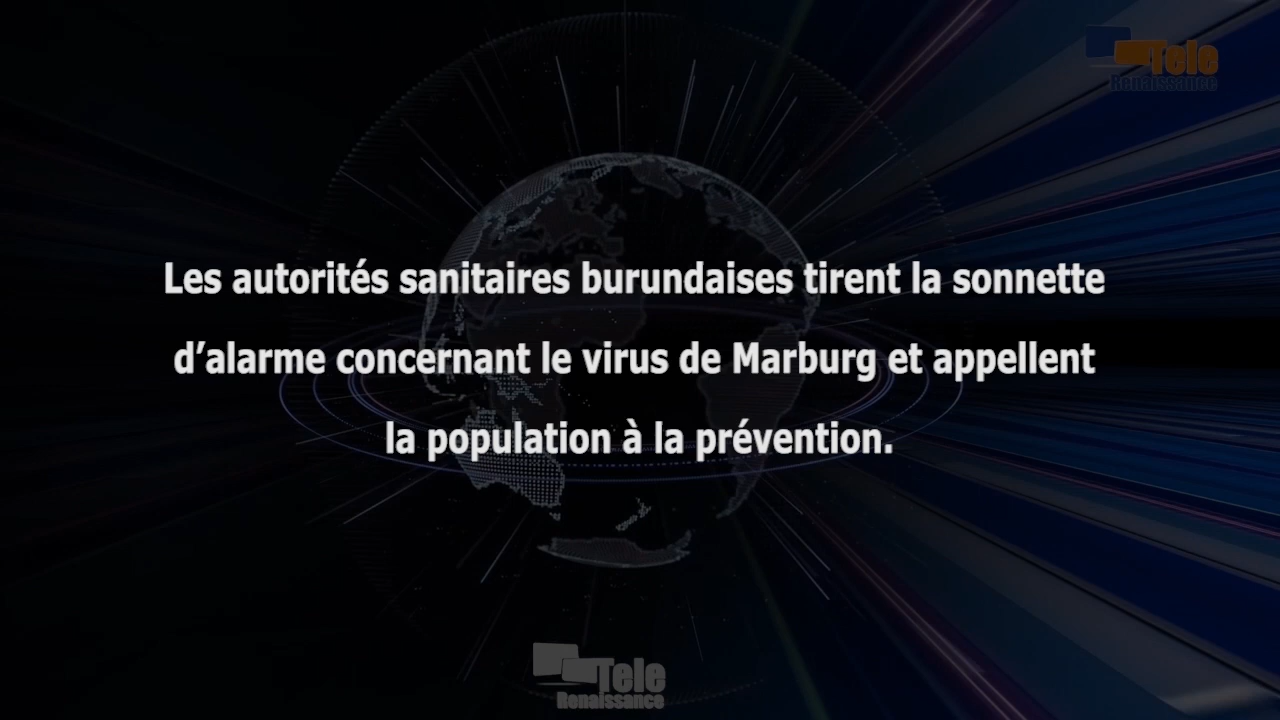 Tele
Renaissance
Les autorités sanitaires burundaises tirent la sonnette
d’alarme concernant le virus de Marburg et appellent
la population à la prévention.
Tele
Renaissance